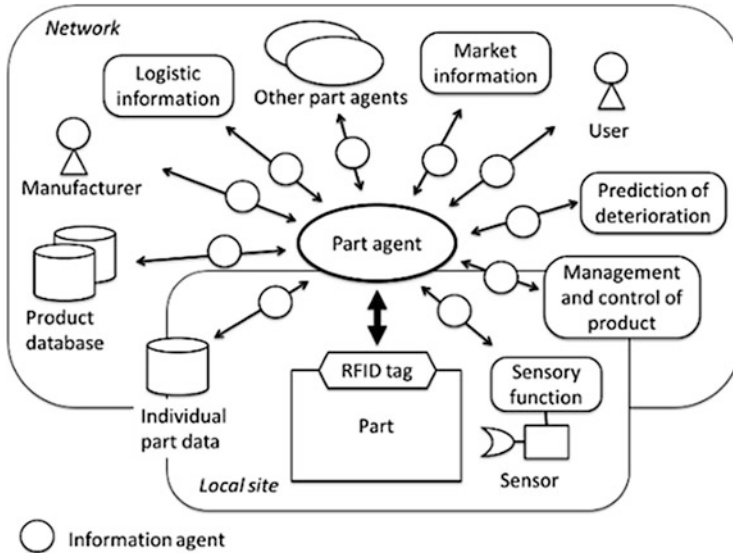 Network
Logistic
information
Other part agents
Market
information
User
Manufacturer
Prediction of
deterioration
Part agent
Product
database
Management
and control of
product
Individual
part data
RFID tag
Part
Sensory
function
Sensor
Local site
Information agent